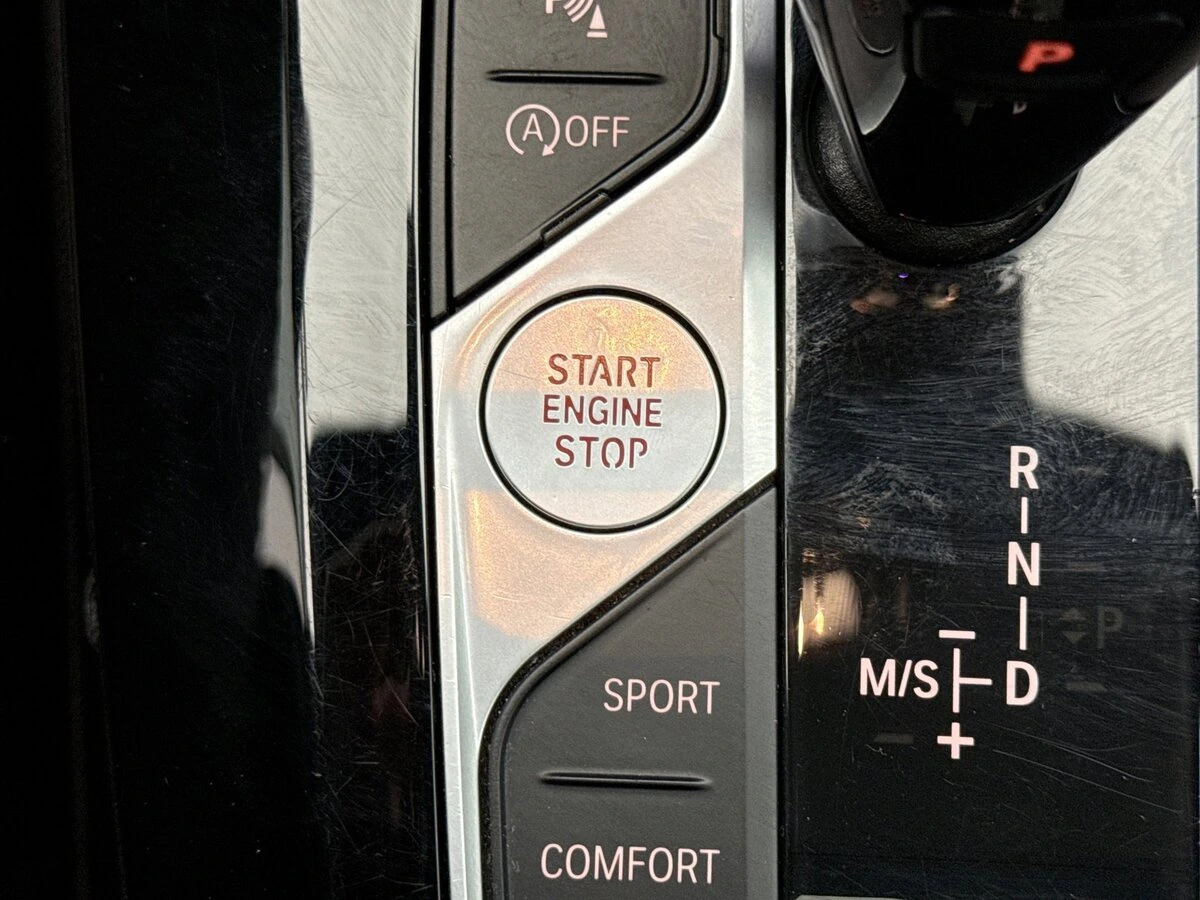 P
P
D
A OFF
START
ENGINE
STOP
R
N
P
M/S
D
SPORT
COMFORT